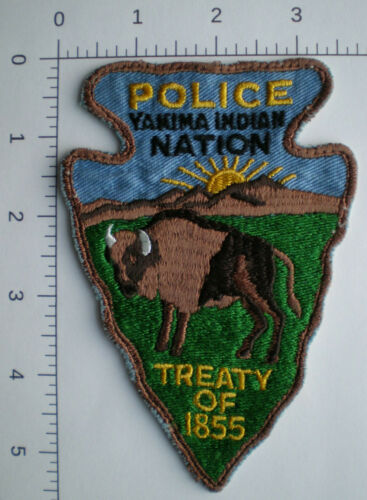 0 1 2 3
0
1
2
3
4
5
POLICE
YAKIMA INDIAN
NATION
TREATY
OF
1855